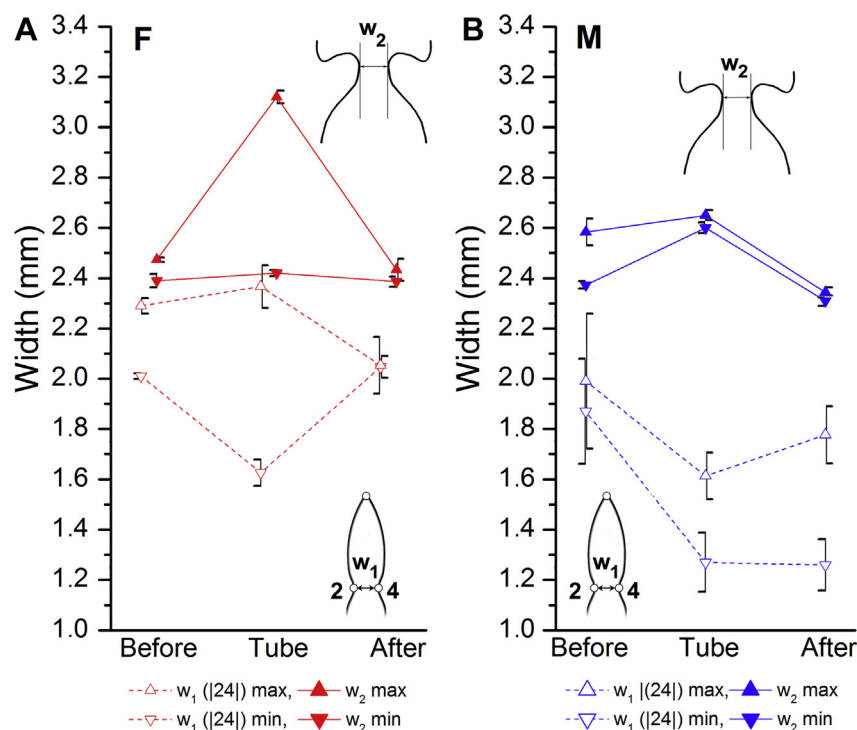 A F B M
w2
w2
3.4
3.2
3.0
2.8
2.6
2.4
2.2
2.0
1.8
1.6
1.4
1.2
1.0
Width (mm)
w1
2 4
Before Tube After
3.4
3.2
3.0
2.8
2.6
2.4
2.2
2.0
1.8
1.6
1.4
1.2
1.0
Width (mm)
w1
2 4
Before Tube After
w1 (|24|) max, w2 max
w1 (|24|) min, w2 min
w1 |(24|) max, w2 max
w1 (|24|) min, w2 min